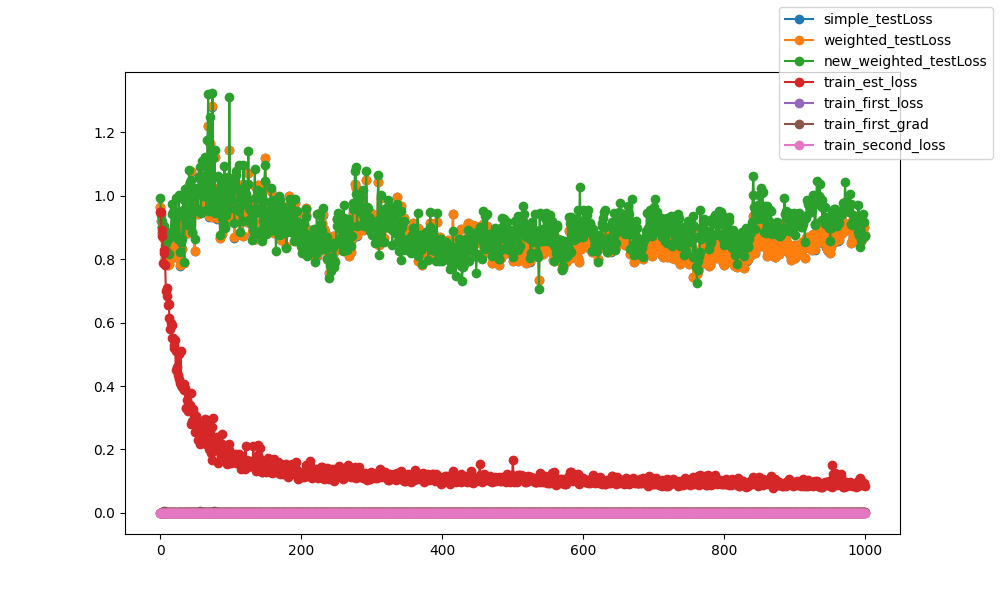 simple_testLoss
weighted_testLoss
new_weighted_testLoss
train_est_loss
train_first_loss
train_first_grad
train_second_loss
1.2
1.0
0.8
0.6
0.4
0.2
0.0
0 200 400 600 800 1000